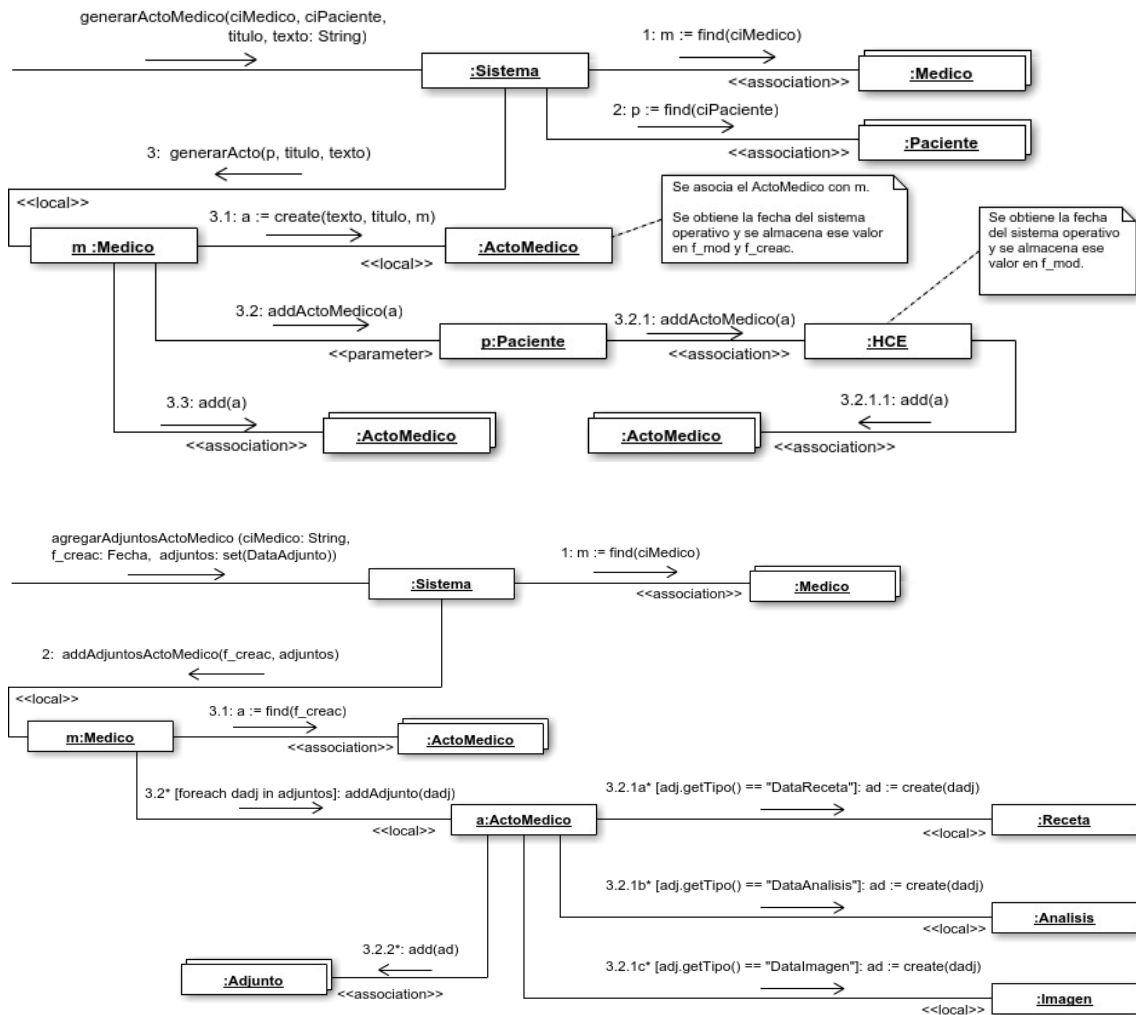 generarActoMedico(ciMedico, ciPaciente,
titulo, texto: String)
1: m := find(ciMedico)
:Sistema
<<association>>
:Medico
2: p := find(ciPaciente)
<<association>>
:Paciente
3: generarActo(p, titulo, texto)
<<local>>
Se asocia el ActoMedico con m.
Se obtiene la fecha del sistema
operativo y se almacena ese valor
en f_mod y f_creac.
Se obtiene la fecha
del sistema operativo
y se almacena ese
valor en f_mod.
3.1: a := create(texto, titulo, m)
m :Medico
<<local>>
:ActoMedico
3.2: addActoMedico(a)
<<parameter>
p:Paciente
3.2.1: addActoMedico(a)
<<association>>
:HCE
3.3: add(a)
<<association>>
:ActoMedico
3.2.1.1: add(a)
:ActoMedico
<<association>>
agregarAdjuntosActoMedico (ciMedico: String,
f_creac: Fecha, adjuntos: set(DataAdjunto))
1: m := find(ciMedico)
:Sistema
<<association>>
:Medico
2: addAdjuntosActoMedico(f_creac, adjuntos)
<<local>>
3.1: a := find(f_creac)
m:Medico
<<association>>
:ActoMedico
3.2* [foreach dadj in adjuntos]: addAdjunto(dadj)
<<local>>
a:ActoMedico
3.2.1a* [adj.getTipo() == "DataReceta"]: ad := create(dadj)
<<local>>
:Receta
3.2.1b* [adj.getTipo() == "DataAnalisis"]: ad := create(dadj)
<<local>>
:Analisis
3.2.2*: add(ad)
:Adjunto
<<association>>
3.2.1c* [adj.getTipo() == "DataImagen"]: ad := create(dadj)
<<local>>
:Imagen